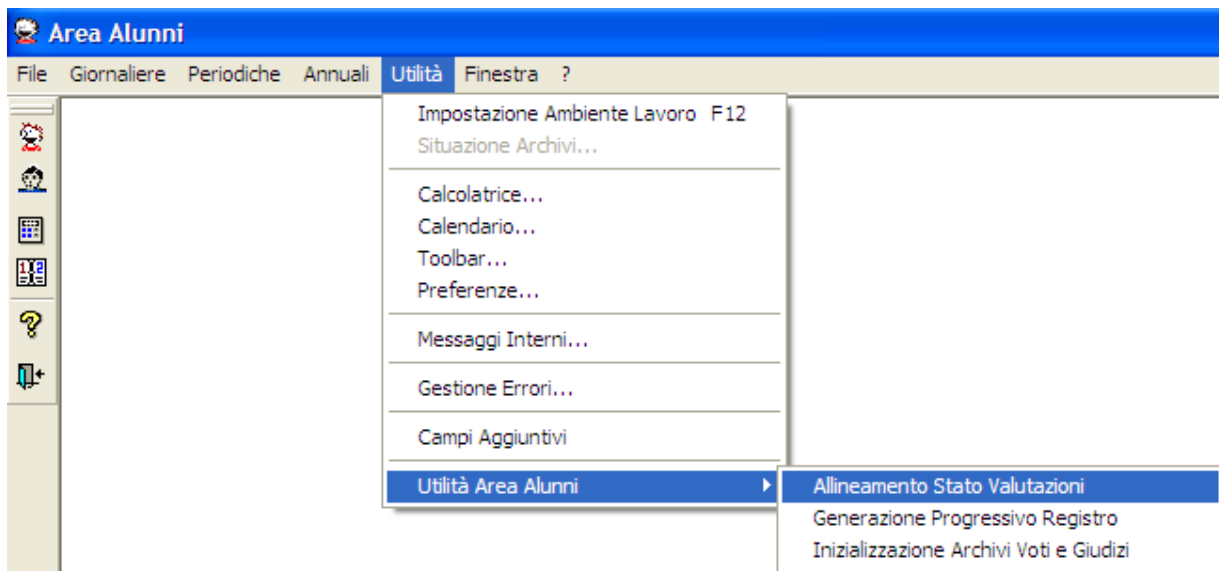 Area Alunni
File Giornaliere Periodiche Annuali Utilità Finestra ?
Impostazione Ambiente Lavoro F12
Situazione Archivi...
Calcolatrice...
Calendario...
Toolbar...
Preferenze...
Messaggi Interni...
Gestione Errori...
Campi Aggiuntivi
Utilità Area Alunni
Allineamento Stato Valutazioni
Generazione Progressivo Registro
Inizializzazione Archivi Voti e Giudizi